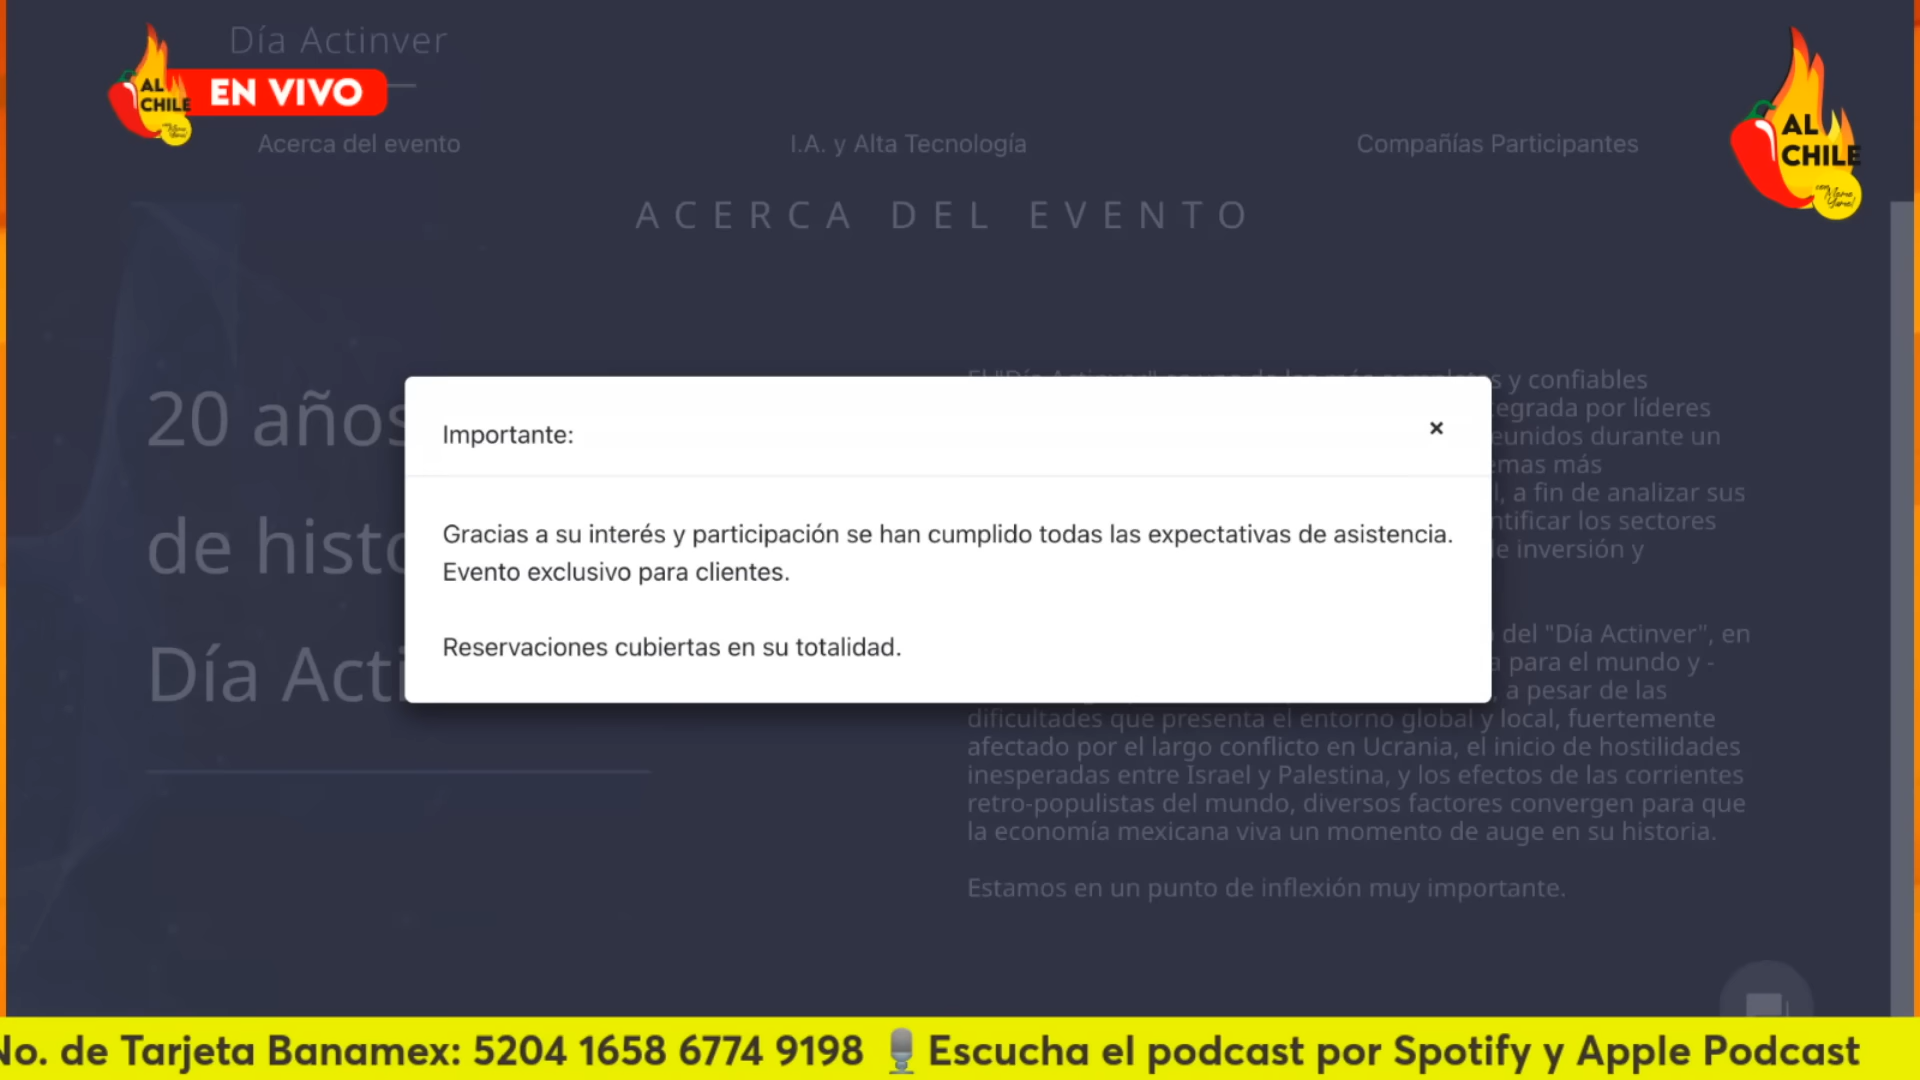 Día Actinver
AL CHILE
EN VIVO
AL CHILE
con
Acerca del evento
I.A. y Alta Tecnología
Compañías Participantes
ACERCA DEL EVENTO
20 años
de histo
Día Acti
Importante:
×
Gracias a su interés y participación se han cumplido todas las expectativas de asistencia.
Evento exclusivo para clientes.
Reservaciones cubiertas en su totalidad.
s y confiables
egrada por líderes
eunidos durante un
emas más
l, a fin de analizar sus
ntificar los sectores
e inversión y
del "Día Actinver", en
a para el mundo y -
, a pesar de las
dificultades que presenta el entorno global y local, fuertemente
afectado por el largo conflicto en Ucrania, el inicio de hostilidades
inesperadas entre Israel y Palestina, y los efectos de las corrientes
retro-populistas del mundo, diversos factores convergen para que
la economía mexicana viva un momento de auge en su historia.
Estamos en un punto de inflexión muy importante.
No. de Tarjeta Banamex: 5204 1658 6774 9198 🎙️Escucha el podcast por Spotify y Apple Podcast